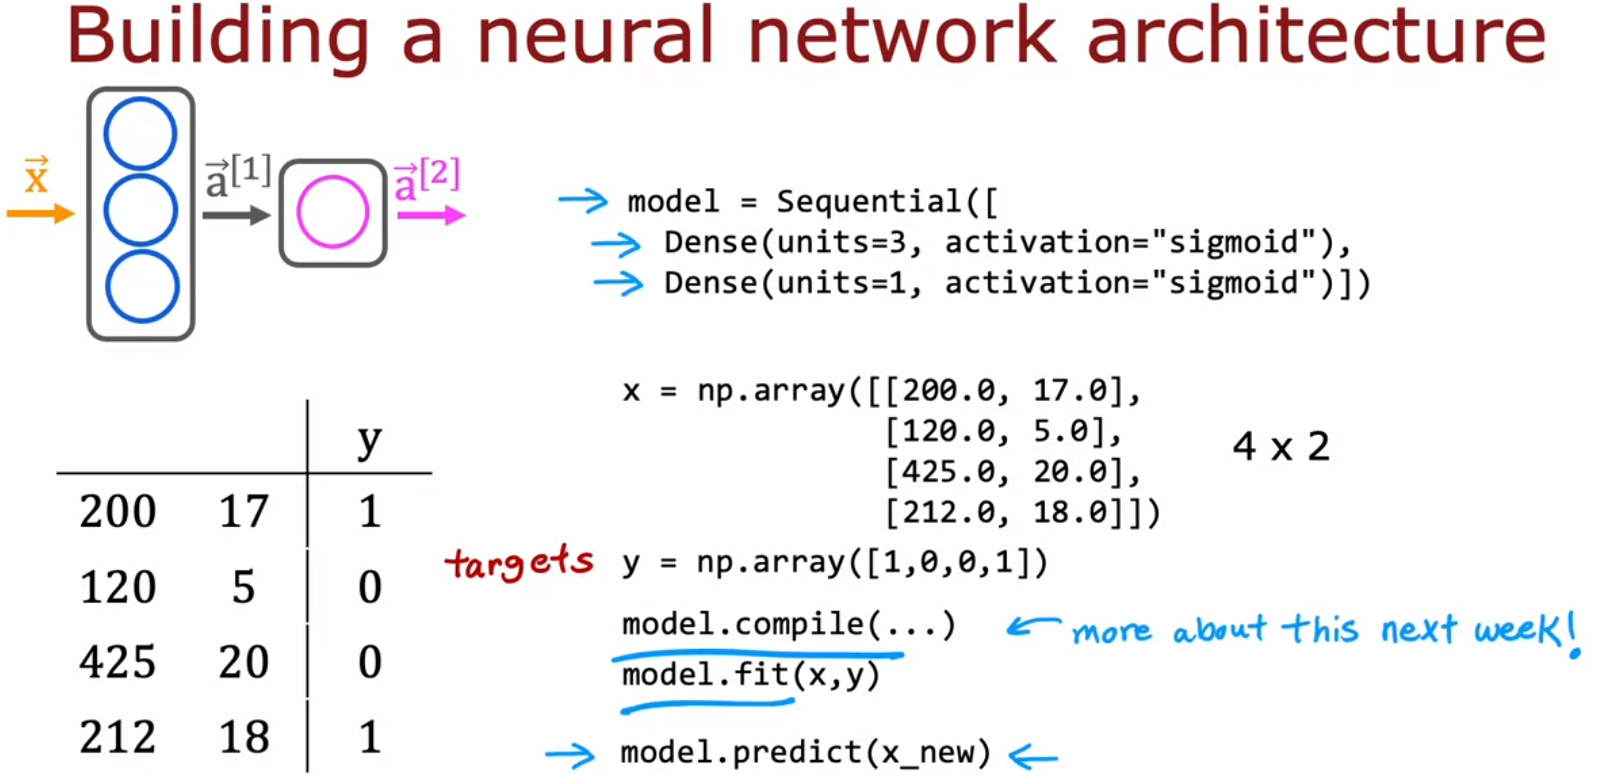 Building a neural network architecture
x⃗
a⃗[1]
a⃗[2]
→ model = Sequential([
→ Dense(units=3, activation="sigmoid"),
→ Dense(units=1, activation="sigmoid")])
x = np.array([[200.0, 17.0],
[120.0, 5.0],
[425.0, 20.0],
[212.0, 18.0]])
4 x 2
targets y = np.array([1,0,0,1])
model.compile(...) ← more about this next week!
model.fit(x,y)
→ model.predict(x_new) ←
y
200 17 1
120 5 0
425 20 0
212 18 1